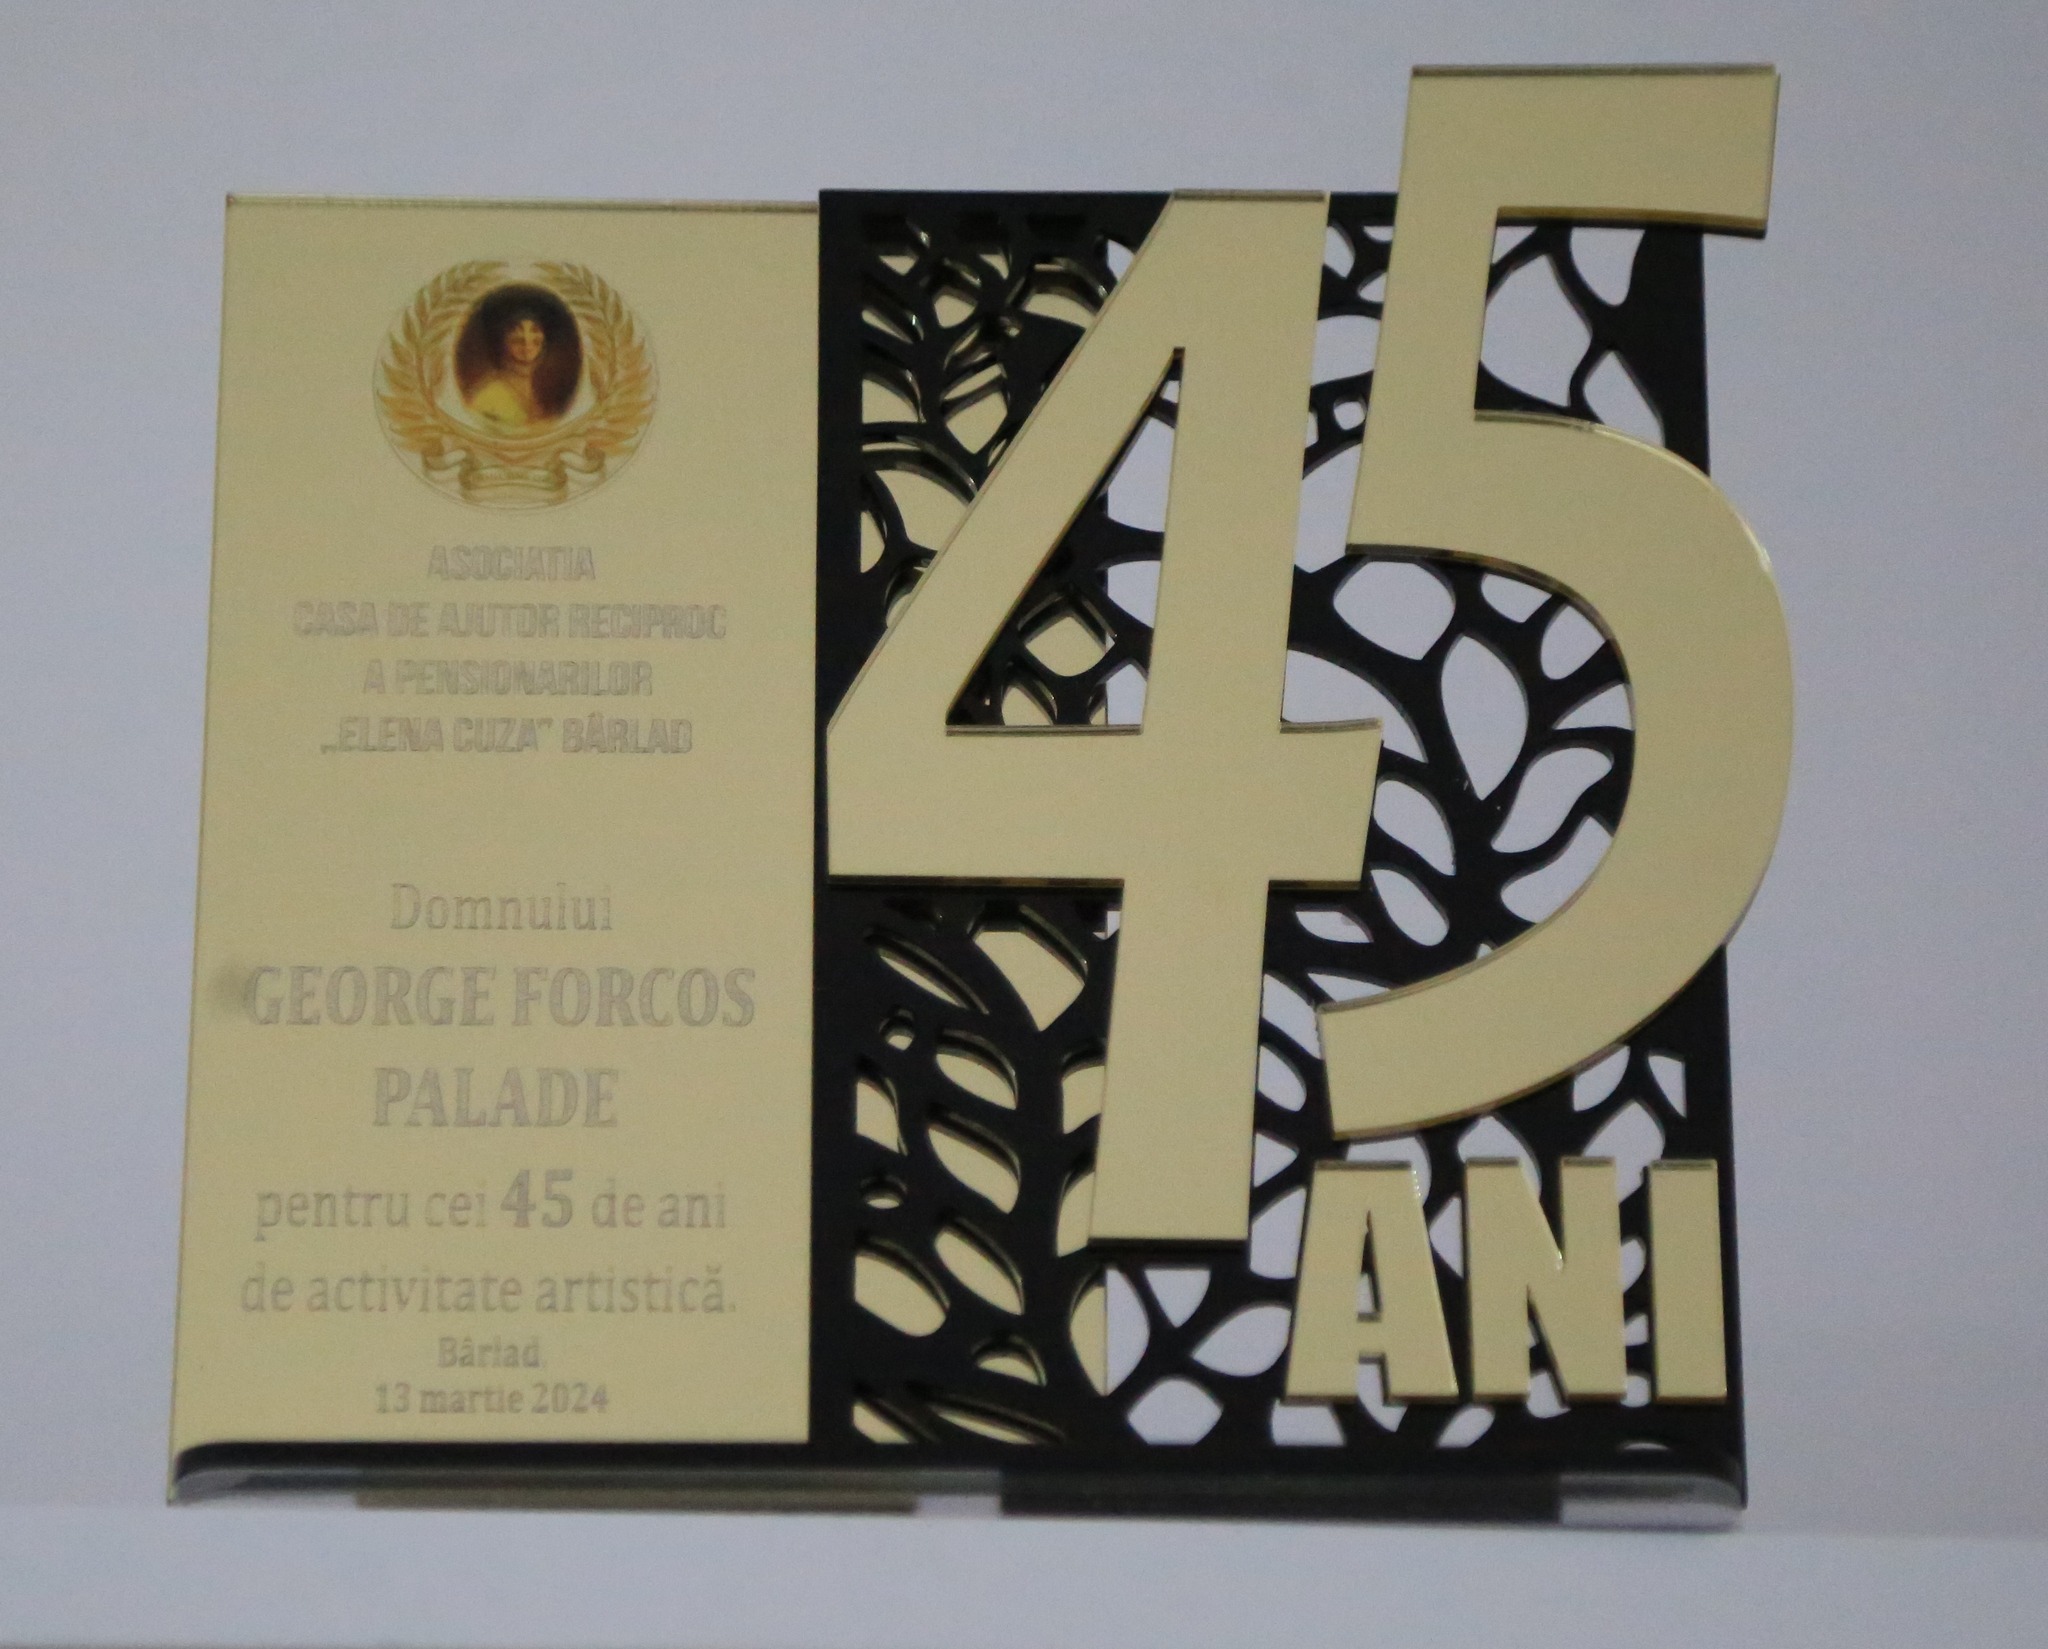 ASOCIATIA
CASA DE AJUTOR RECIPROC
A PENSIONARILOR
„ELENA CUZA” BÂRLAD
Domnului
GEORGE FORCOS
PALADE
pentru cei 45 de ani
de activitate artistică.
Bârlad,
13 martie 2024
45
ANI